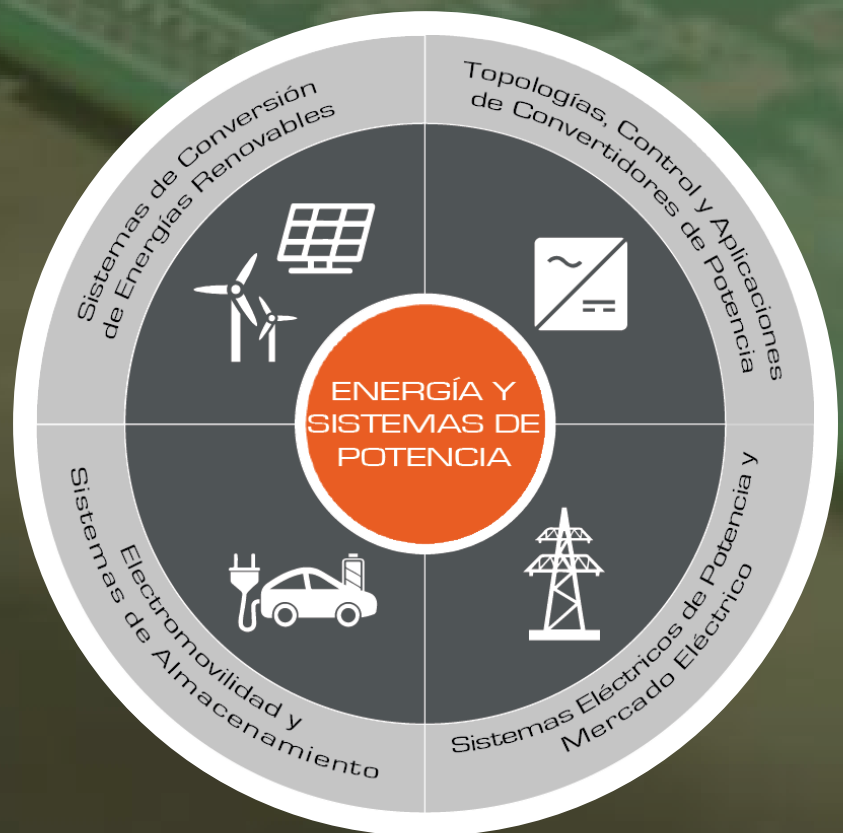 Sistemas de Conversión
de Energías Renovables
Topologías, Control y Aplicaciones
de Convertidores de Potencia
ENERGÍA Y
SISTEMAS DE
POTENCIA
Electromovilidad y
Sistemas de Almacenamiento
Sistemas Eléctricos de Potencia y
Mercado Eléctrico